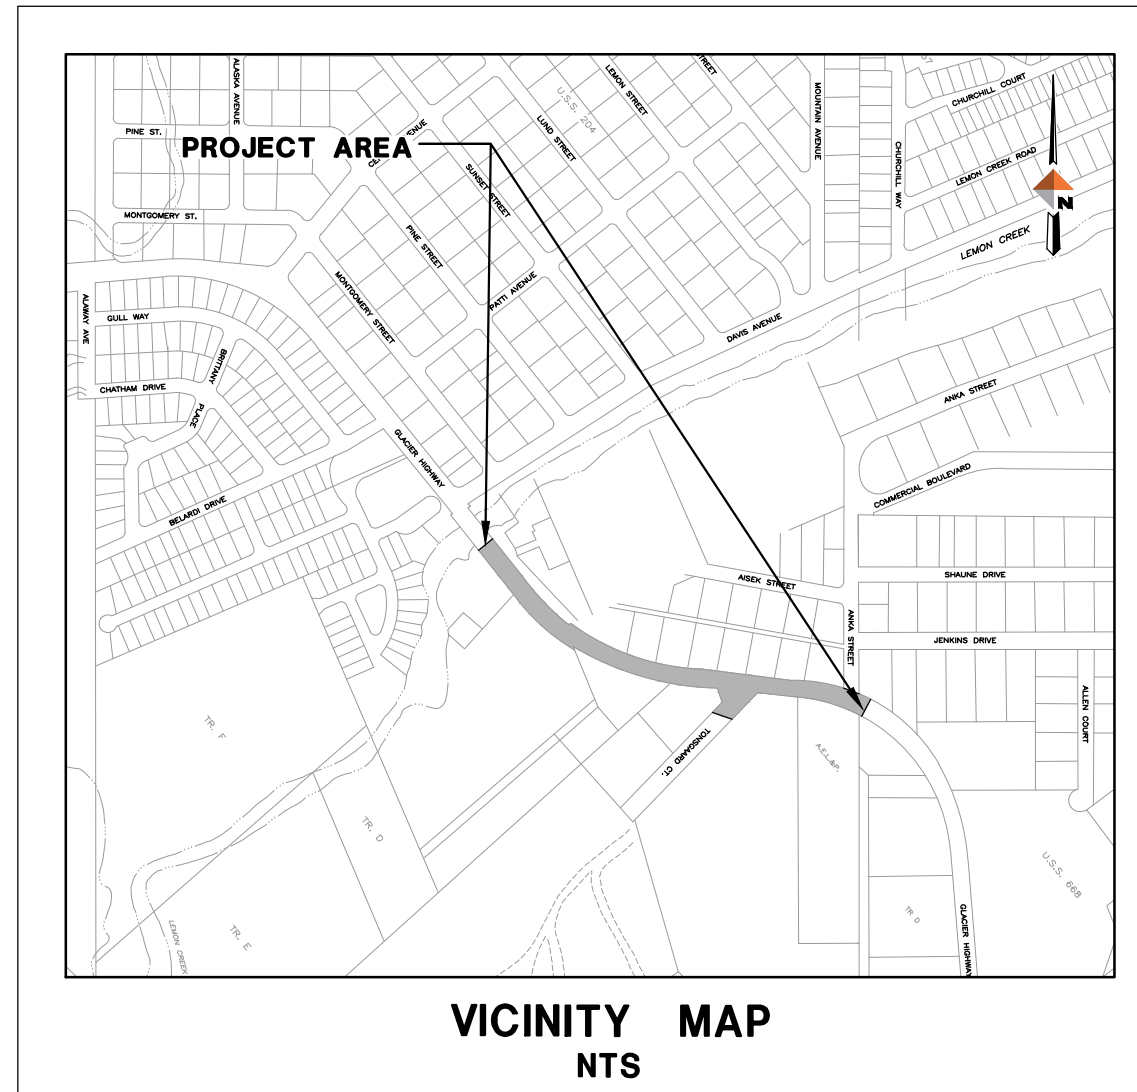 ALASKA AVENUE
LEMON STREET
STREET
U.S.S. 204
MOUNTAIN AVENUE
CHURCHILL COURT
PINE ST.
LUND STREET
PROJECT AREA
CHURCHILL WAY
LEMON CREEK ROAD
SUNSET STREET
N
MONTGOMERY ST.
PINE STREET
LEMON CREEK
MONTGOMERY STREET
PATTI AVENUE
ALAWAY AVE
GULL WAY
DAVIS AVENUE
BRITTANY
PLACE
CHATHAM DRIVE
ANKA STREET
GLACIER HIGHWAY
COMMERCIAL BOULEVARD
BELARDI DRIVE
AISEK STREET
SHAUNE DRIVE
ANKA STREET
JENKINS DRIVE
ALLEN COURT
TR. F
TONSGAARD CT.
A.E.L.&P.
TR. D
U.S.S. 668
TR. E
LEMON CREEK
TR D
GLACIER HIGHWAY
VICINITY MAP
NTS